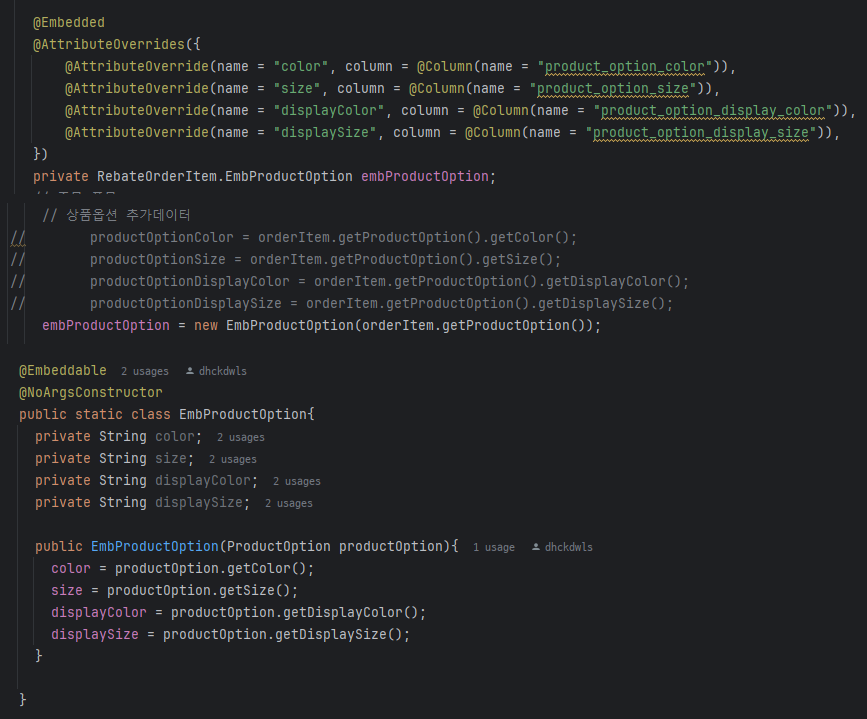 @Embedded
@AttributeOverrides({
@AttributeOverride(name = "color", column = @Column(name = "product_option_color")),
@AttributeOverride(name = "size", column = @Column(name = "product_option_size")),
@AttributeOverride(name = "displayColor", column = @Column(name = "product_option_display_color")),
@AttributeOverride(name = "displaySize", column = @Column(name = "product_option_display_size")),
})
private RebateOrderItem.EmbProductOption embProductOption;
// 상품옵션 추가데이터
// productOptionColor = orderItem.getProductOption().getColor();
// productOptionSize = orderItem.getProductOption().getSize();
// productOptionDisplayColor = orderItem.getProductOption().getDisplayColor();
// productOptionDisplaySize = orderItem.getProductOption().getDisplaySize();
embProductOption = new EmbProductOption(orderItem.getProductOption());
@Embeddable 2 usages dhckdwls
@NoArgsConstructor
public static class EmbProductOption{
private String color; 2 usages
private String size; 2 usages
private String displayColor; 2 usages
private String displaySize; 2 usages
public EmbProductOption(ProductOption productOption){ 1 usage dhckdwls
color = productOption.getColor();
size = productOption.getSize();
displayColor = productOption.getDisplayColor();
displaySize = productOption.getDisplaySize();
}
}